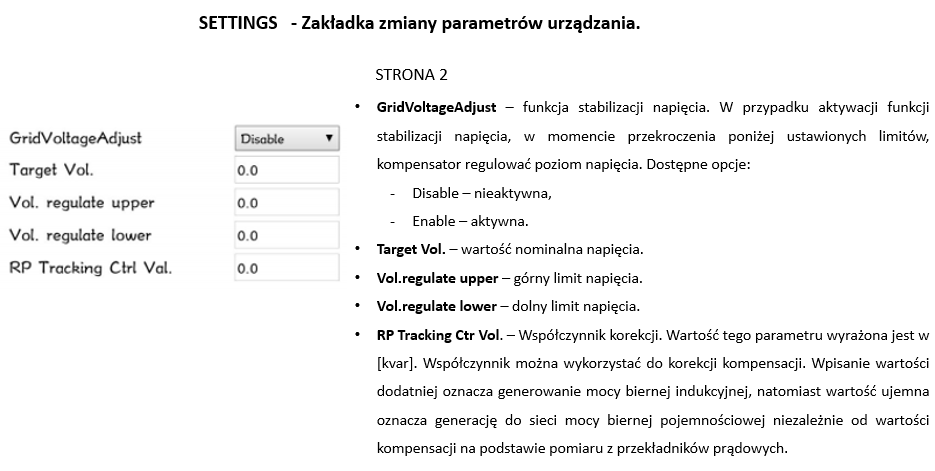 SETTINGS - Zakładka zmiany parametrów urządzania.
GridVoltageAdjust
Disable
Target Vol.
0.0
Vol. regulate upper
0.0
Vol. regulate lower
0.0
RP Tracking Ctrl Val.
0.0
STRONA 2
• GridVoltageAdjust – funkcja stabilizacji napięcia. W przypadku aktywacji funkcji
stabilizacji napięcia, w momencie przekroczenia poniżej ustawionych limitów,
kompensator regulować poziom napięcia. Dostępne opcje:
- Disable – nieaktywna,
- Enable – aktywna.
• Target Vol. – wartość nominalna napięcia.
• Vol.regulate upper – górny limit napięcia.
• Vol.regulate lower – dolny limit napięcia.
• RP Tracking Ctr Vol. – Współczynnik korekcji. Wartość tego parametru wyrażona jest w
[kvar]. Współczynnik można wykorzystać do korekcji kompensacji. Wpisanie wartości
dodatniej oznacza generowanie mocy biernej indukcyjnej, natomiast wartość ujemna
oznacza generację do sieci mocy biernej pojemnościowej niezależnie od wartości
kompensacji na podstawie pomiaru z przekładników prądowych.